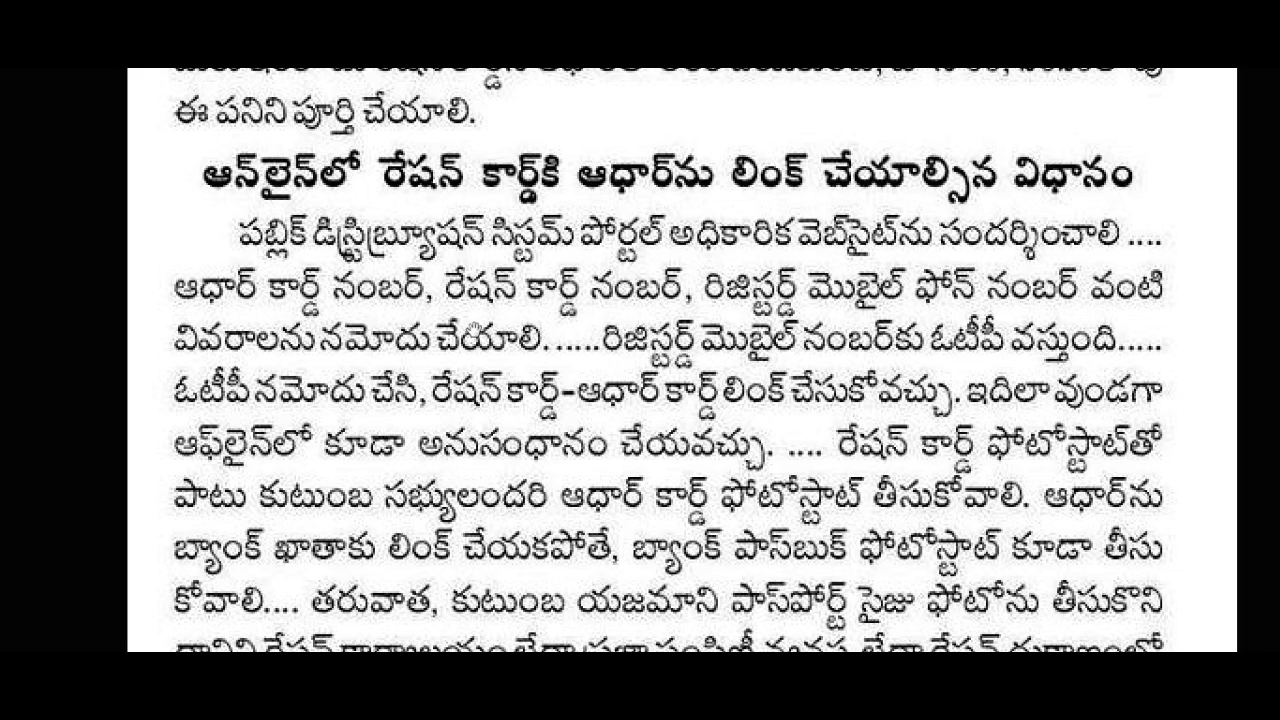 ఈ పనిని పూర్తి చేయాలి.
ఆన్‌లైన్‌లో రేషన్ కార్డ్‌కి ఆధార్‌ను లింక్ చేయాల్సిన విధానం
పబ్లిక్ డిస్ట్రిబ్యూషన్ సిస్టమ్ పోర్టల్ అధికారిక వెబ్‌సైట్‌ను సందర్శించాలి ....
ఆధార్ కార్డ్ నంబర్, రేషన్ కార్డ్ నంబర్, రిజిస్టర్డ్ మొబైల్ ఫోన్ నంబర్ వంటి
వివరాలను నమోదు చేయాలి. .....రిజిస్టర్డ్ మొబైల్ నంబర్‌కు ఓటీపీ వస్తుంది.....
ఓటీపీ నమోదు చేసి, రేషన్ కార్డ్-ఆధార్ కార్డ్ లింక్ చేసుకోవచ్చు. ఇదిలా వుండగా
ఆఫ్‌లైన్‌లో కూడా అనుసంధానం చేయవచ్చు. .... రేషన్ కార్డ్ ఫోటోస్టాట్‌తో
పాటు కుటుంబ సభ్యులందరి ఆధార్ కార్డ్ ఫోటోస్టాట్ తీసుకోవాలి. ఆధార్‌ను
బ్యాంక్ ఖాతాకు లింక్ చేయకపోతే, బ్యాంక్ పాస్‌బుక్ ఫోటోస్టాట్ కూడా తీసు
కోవాలి.... తరువాత, కుటుంబ యజమాని పాస్‌పోర్ట్ సైజు ఫోటోను తీసుకొని